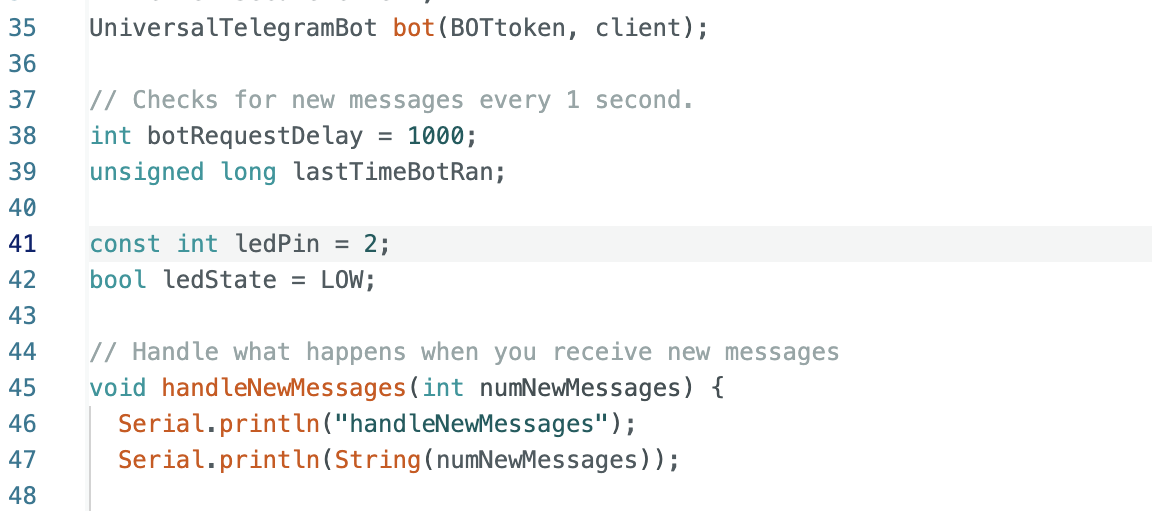 35 UniversalTelegramBot bot(BOTtoken, client);
36
37 // Checks for new messages every 1 second.
38 int botRequestDelay = 1000;
39 unsigned long lastTimeBotRan;
40
41 const int ledPin = 2;
42 bool ledState = LOW;
43
44 // Handle what happens when you receive new messages
45 void handleNewMessages(int numNewMessages) {
46   Serial.println("handleNewMessages");
47   Serial.println(String(numNewMessages));
48